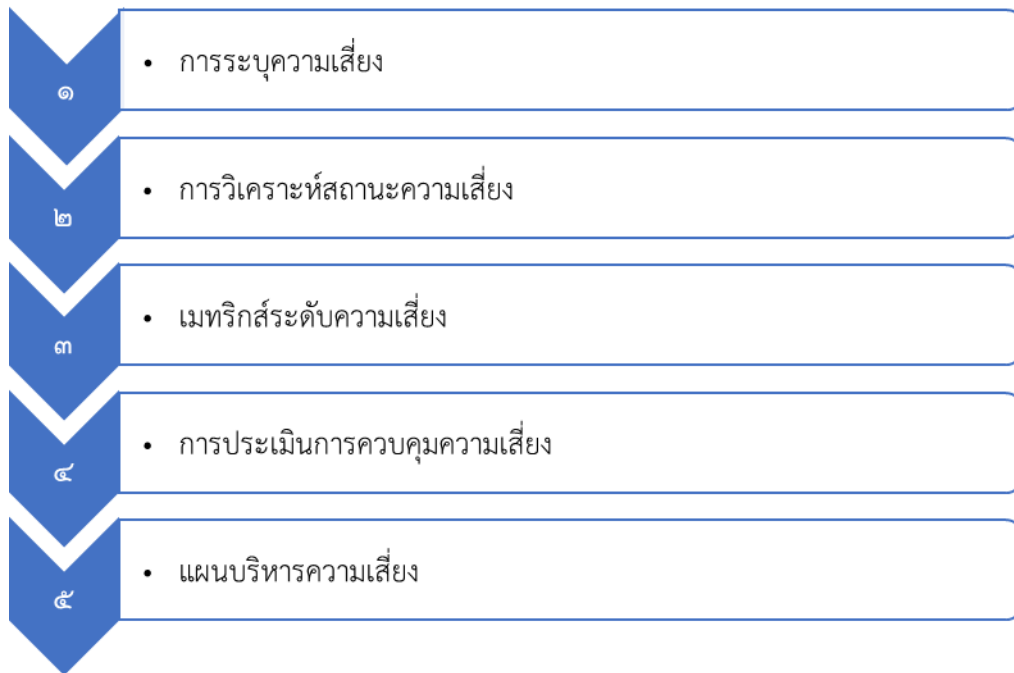 ๑
• การระบุความเสี่ยง
๒
• การวิเคราะห์สถานะความเสี่ยง
๓
• เมทริกส์ระดับความเสี่ยง
๔
• การประเมินการควบคุมความเสี่ยง
๕
• แผนบริหารความเสี่ยง